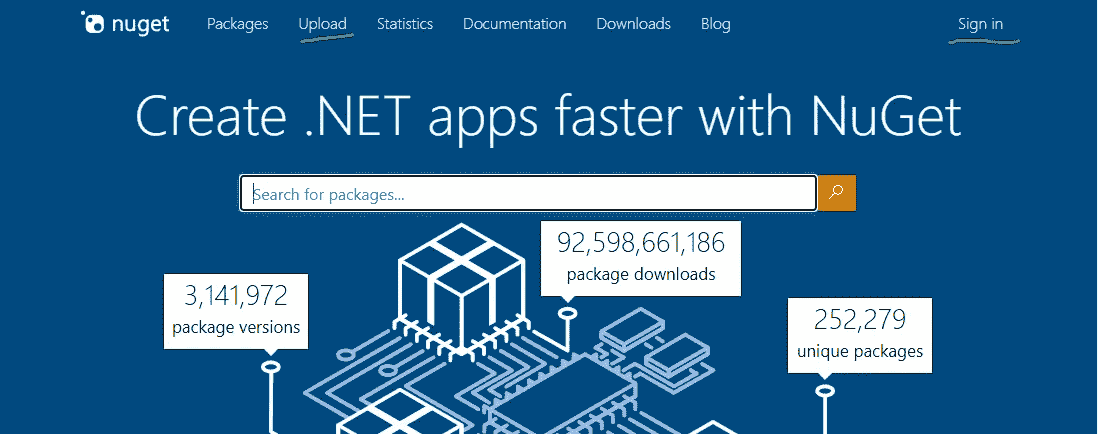 nuget Packages Upload Statistics Documentation Downloads Blog Sign in
Create .NET apps faster with NuGet
Search for packages...
92,598,661,186
package downloads
3,141,972
package versions
252,279
unique packages